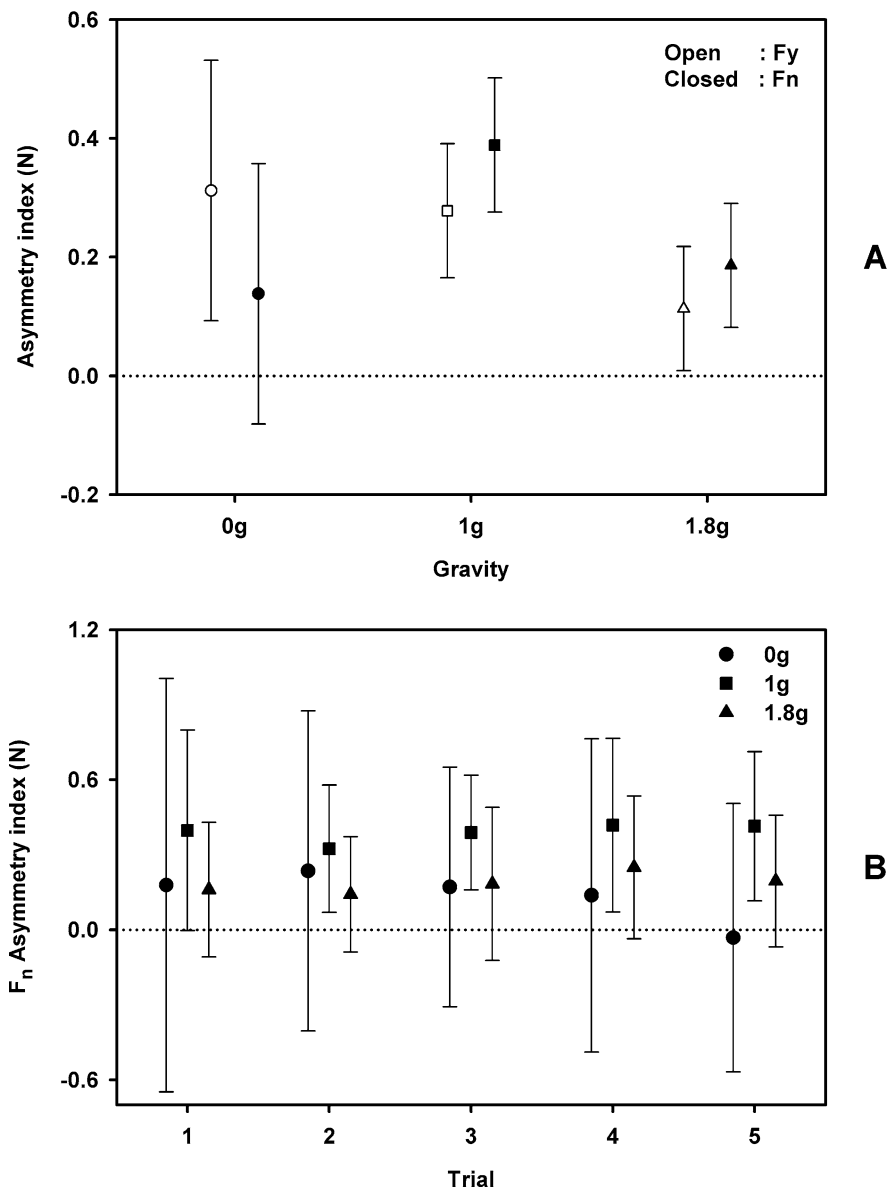 0.6
Open : Fy
Closed : Fn
0.4
0.2
0.0
-0.2
Asymmetry index (N)
A
0g 1g 1.8g
Gravity
1.2
0g
1g
1.8g
0.6
0.0
-0.6
Fn Asymmetry index (N)
B
1 2 3 4 5
Trial